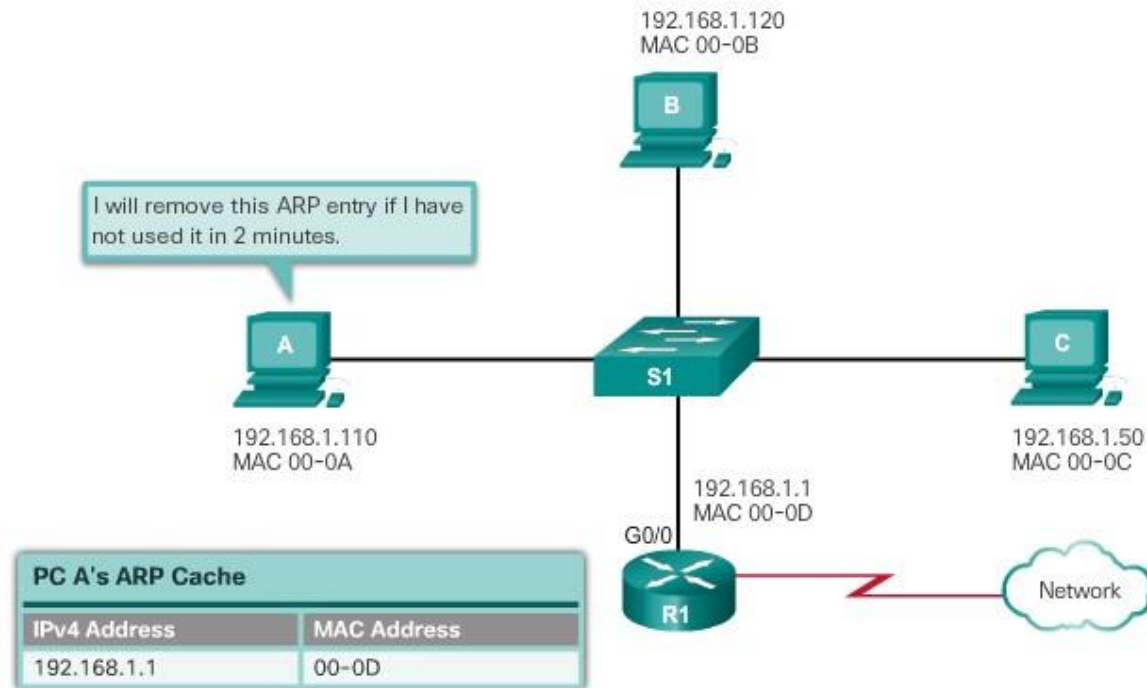 192.168.1.120
MAC 00-0B
B
I will remove this ARP entry if I have
not used it in 2 minutes.
A
S1
C
192.168.1.110
MAC 00-0A
192.168.1.50
MAC 00-0C
192.168.1.1
MAC 00-0D
G0/0
R1
Network
PC A's ARP Cache
IPv4 Address MAC Address
192.168.1.1 00-0D